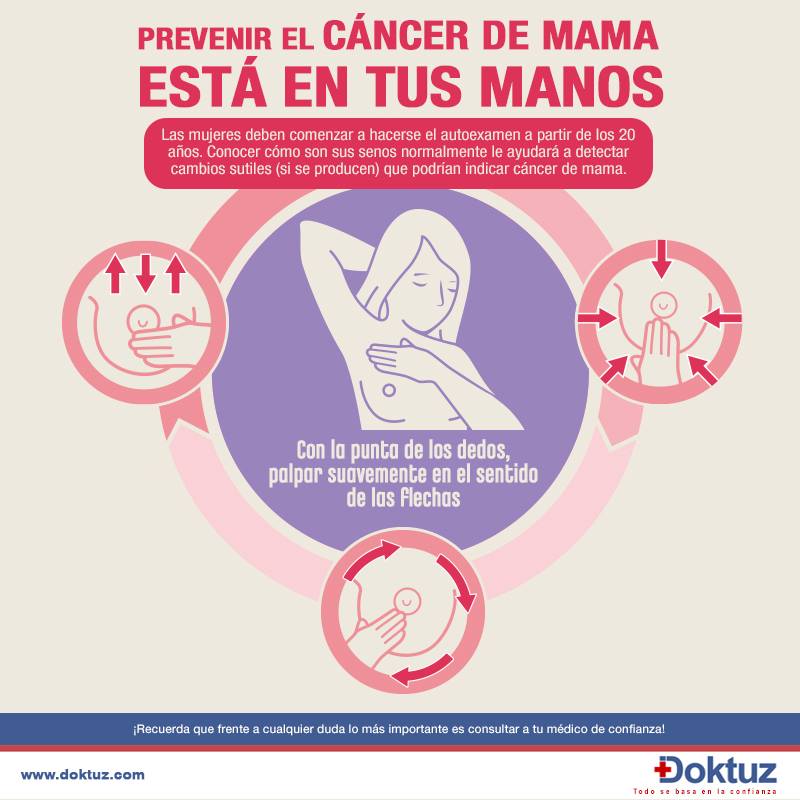 PREVENIR EL CÁNCER DE MAMA
ESTÁ EN TUS MANOS
Las mujeres deben comenzar a hacerse el autoexamen a partir de los 20
años. Conocer cómo son sus senos normalmente le ayudará a detectar
cambios sutiles (si se producen) que podrían indicar cáncer de mama.
Con la punta de los dedos,
palpar suavemente en el sentido
de las flechas
¡Recuerda que frente a cualquier duda lo más importante es consultar a tu médico de confianza!
www.doktuz.com
Doktuz
Todo se basa en la confianza